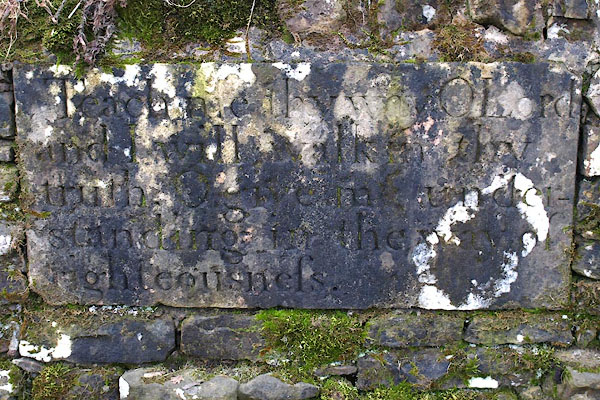 Teach me thy way O Lord
and I will walk in thy
truth. O give me under-
standing in the way of
righteousneſs.